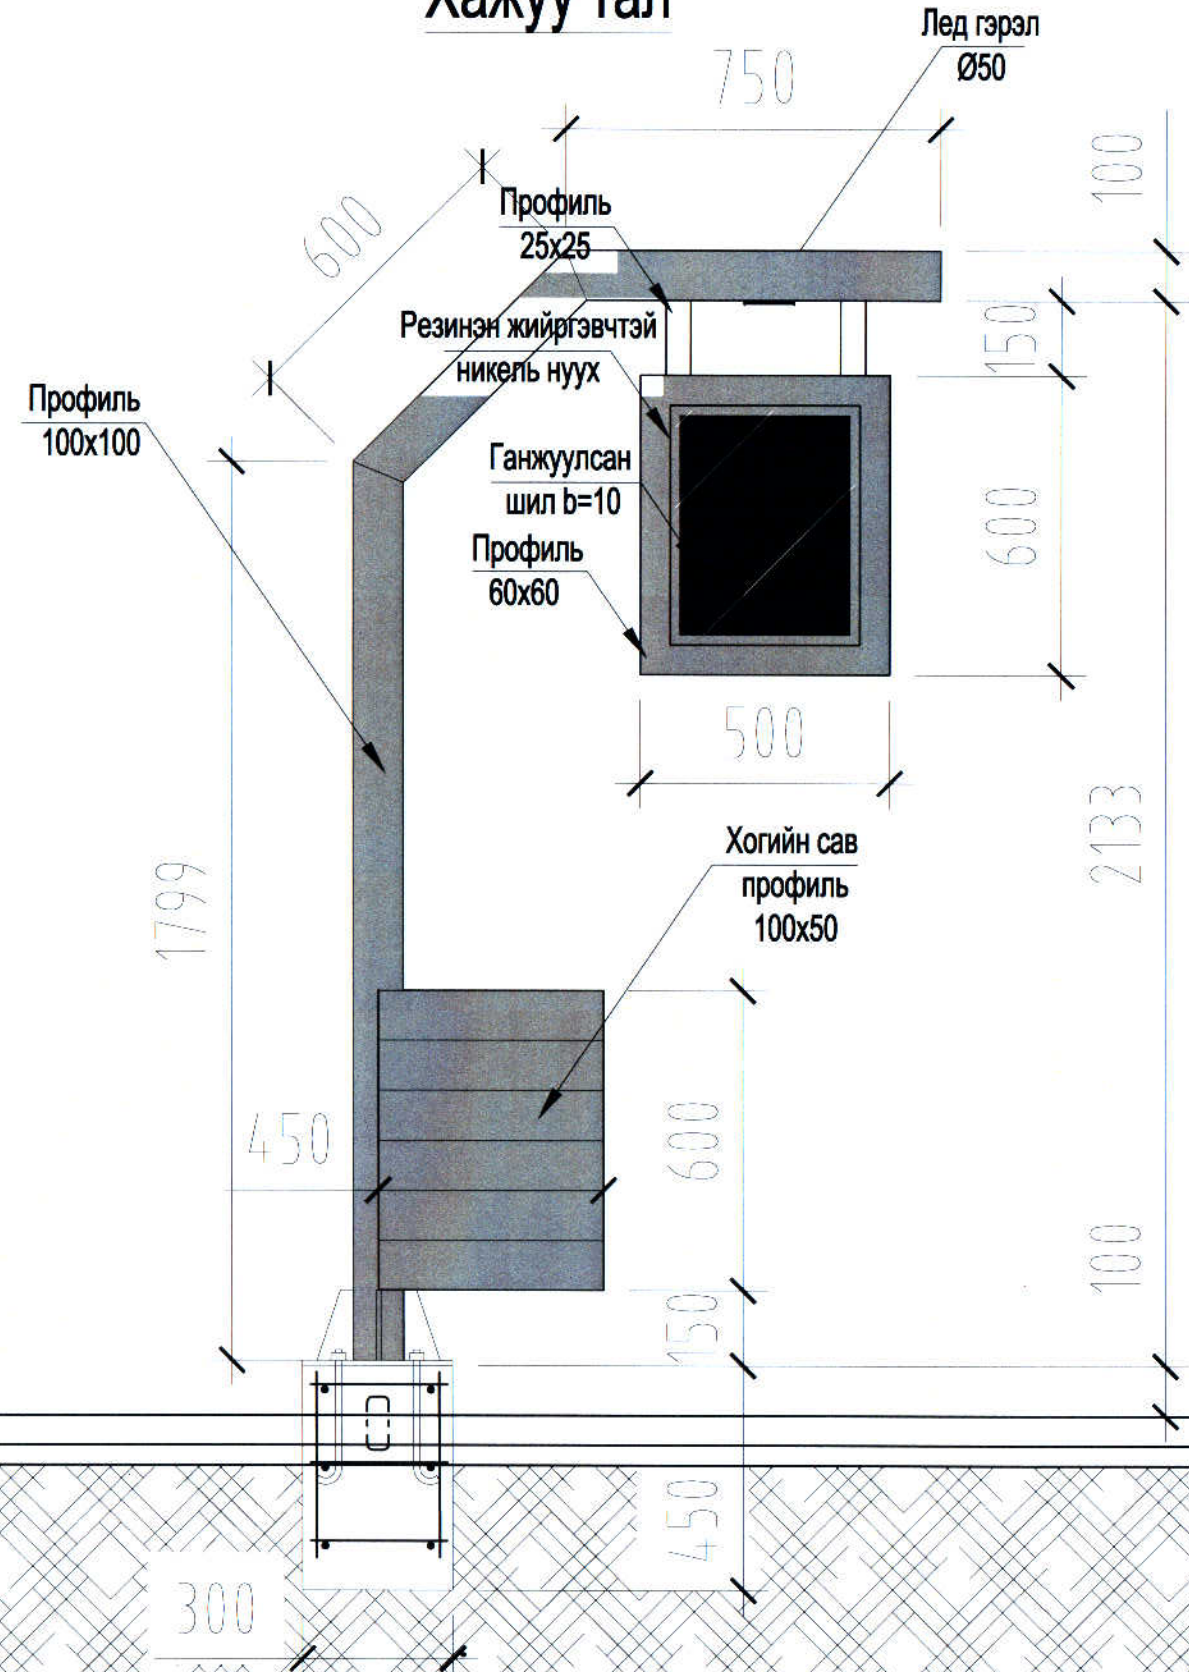 Хажуу тал
Лед гэрэл
Ø50
750
100
600
Профиль
25x25
150
Резинэн жийргэвчтэй
никель нуух
Профиль
100x100
Ганжуулсан
шил b=10
600
Профиль
60x60
500
2133
Хогийн сав
профиль
100x50
1799
450
600
100
150
450
300